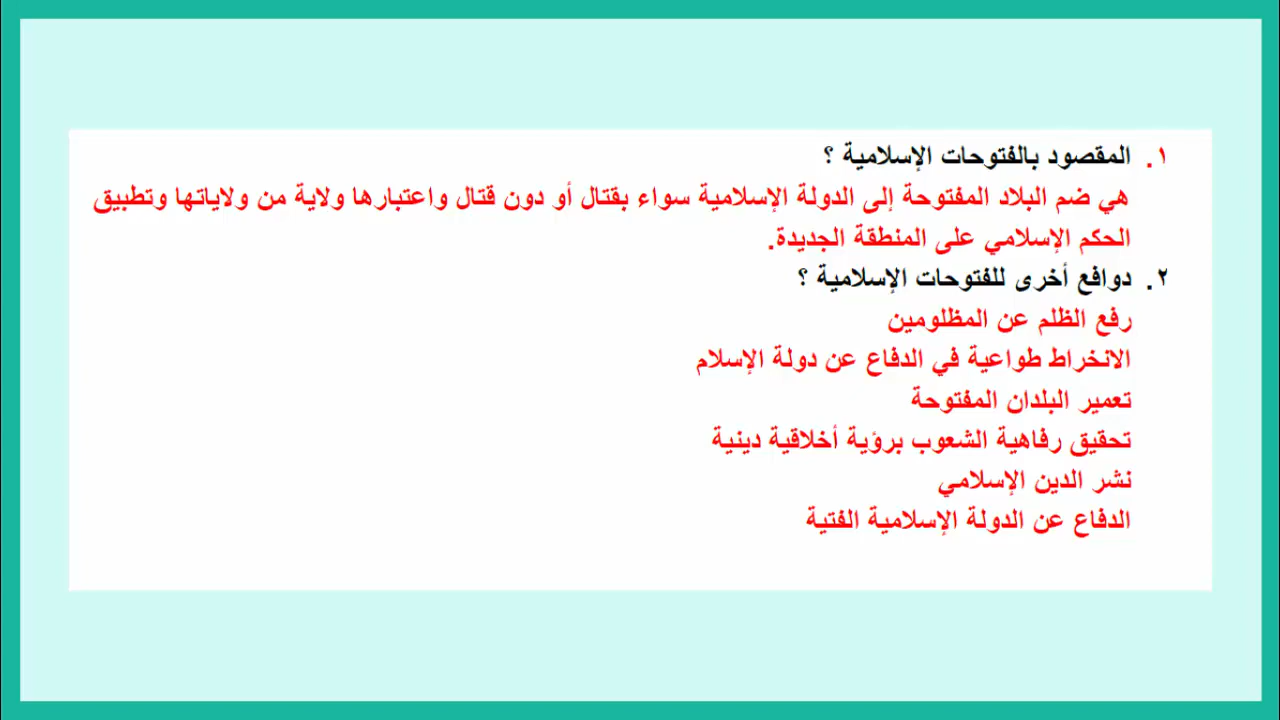 ١. المقصود بالفتوحات الإسلامية ؟
هي ضم البلاد المفتوحة إلى الدولة الإسلامية سواء بقتال أو دون قتال واعتبارها ولاية من ولاياتها وتطبيق
الحكم الإسلامي على المنطقة الجديدة.
٢. دوافع أخرى للفتوحات الإسلامية ؟
رفع الظلم عن المظلومين
الانخراط طواعية في الدفاع عن دولة الإسلام
تعمير البلدان المفتوحة
تحقيق رفاهية الشعوب برؤية أخلاقية دينية
نشر الدين الإسلامي
الدفاع عن الدولة الإسلامية الفتية